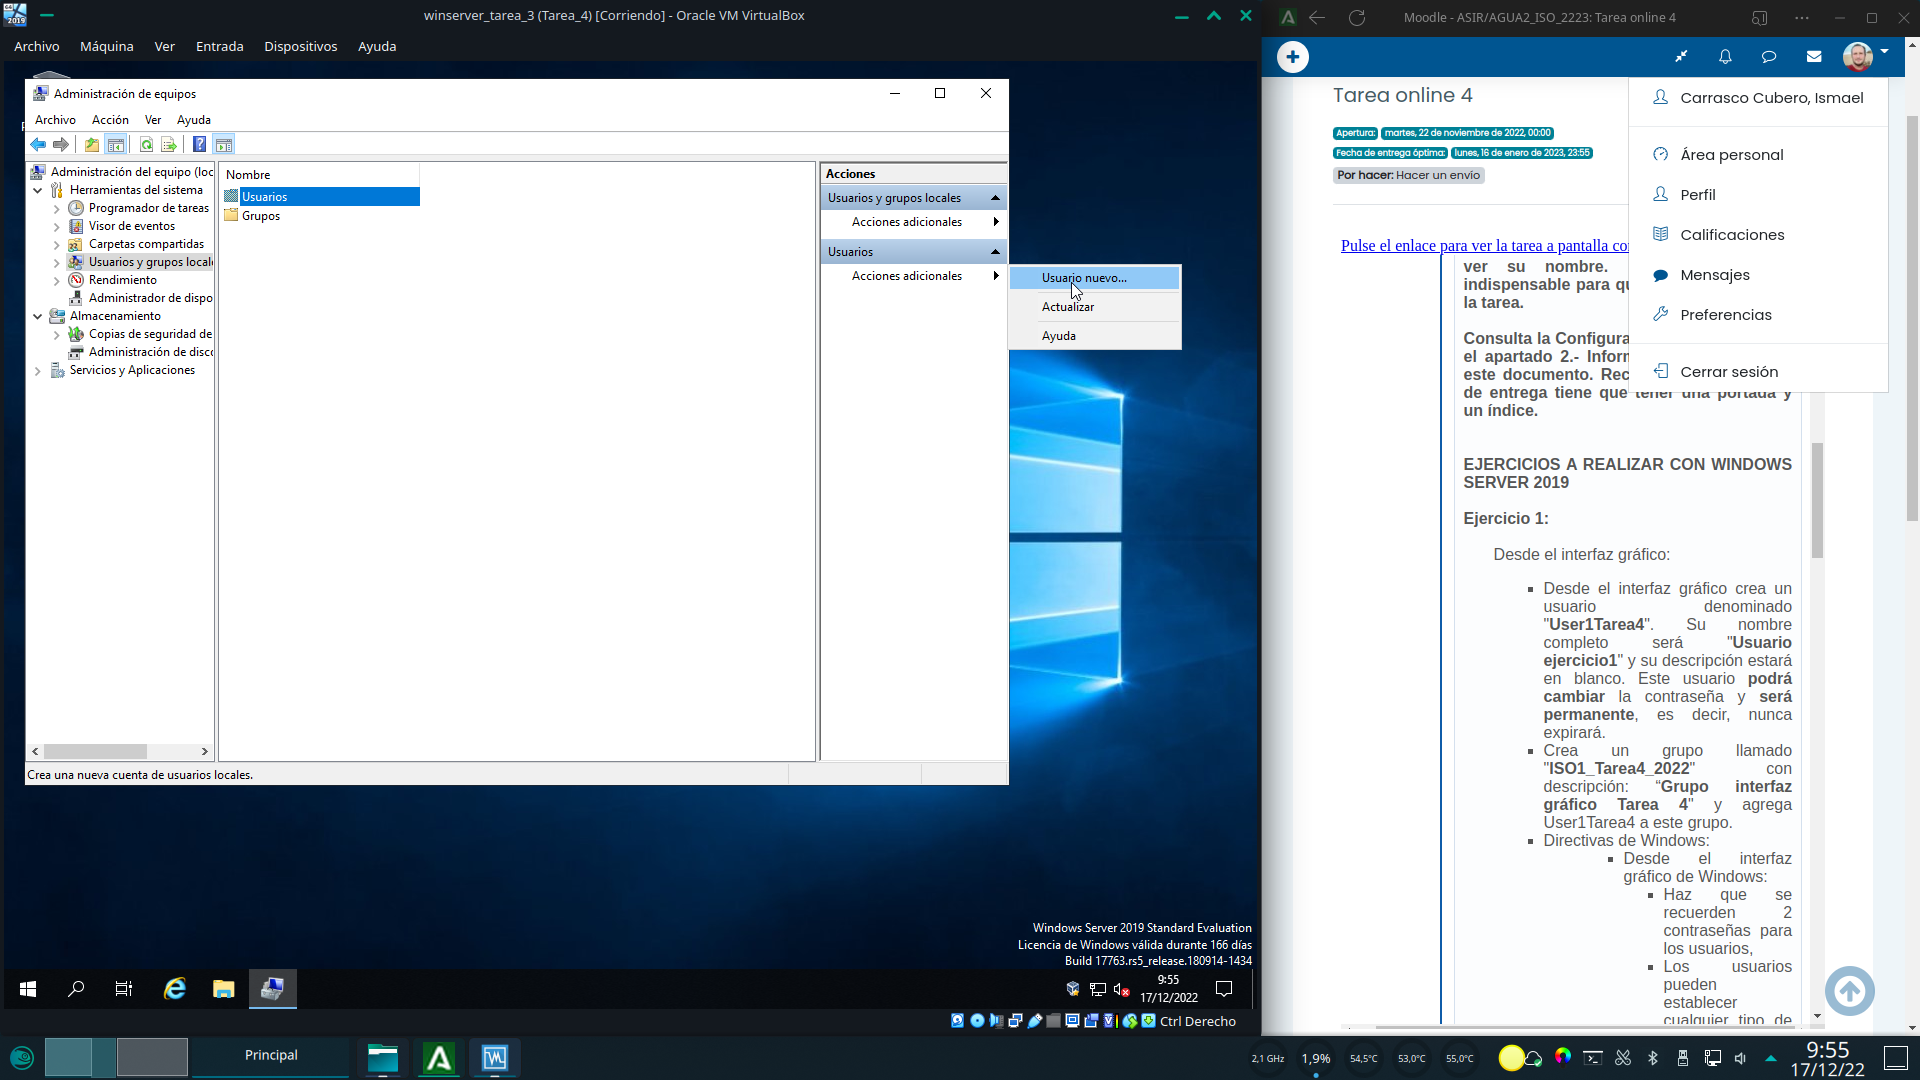 winserver_tarea_3 (Tarea_4) [Corriendo] - Oracle VM VirtualBox
Archivo Máquina Ver Entrada Dispositivos Ayuda
Administración de equipos
Archivo Acción Ver Ayuda
Administración del equipo (loc
Herramientas del sistema
Programador de tareas
Visor de eventos
Carpetas compartidas
Usuarios y grupos local
Rendimiento
Administrador de dispo
Almacenamiento
Copias de seguridad de
Administración de disco
Servicios y Aplicaciones
Nombre
Usuarios
Grupos
Acciones
Usuarios y grupos locales
Acciones adicionales
Usuarios
Acciones adicionales
Usuario nuevo...
Actualizar
Ayuda
Crea una nueva cuenta de usuarios locales.
Windows Server 2019 Standard Evaluation
Licencia de Windows válida durante 166 días
Build 17763.rs5_release.180914-1434
9:55
17/12/2022
Ctrl Derecho
Moodle - ASIR/AGUA2_ISO_2223: Tarea online 4
Tarea online 4
Apertura: martes, 22 de noviembre de 2022, 00:00
Fecha de entrega óptima: lunes, 16 de enero de 2023, 23:55
Por hacer: Hacer un envío
Carrasco Cubero, Ismael
Área personal
Perfil
Calificaciones
Mensajes
Preferencias
Cerrar sesión
Pulse el enlace para ver la tarea a pantalla co
ver su nombre.
indispensable para qu
la tarea.
Consulta la Configura
el apartado 2.- Inform
este documento. Rec
de entrega tiene que tener una portada y
un índice.
EJERCICIOS A REALIZAR CON WINDOWS
SERVER 2019
Ejercicio 1:
Desde el interfaz gráfico:
Desde el interfaz gráfico crea un
usuario denominado
"User1Tarea4". Su nombre
completo será "Usuario
ejercicio1" y su descripción estará
en blanco. Este usuario podrá
cambiar la contraseña y será
permanente, es decir, nunca
expirará.
Crea un grupo llamado
"ISO1_Tarea4_2022" con
descripción: “Grupo interfaz
gráfico Tarea 4" y agrega
User1Tarea4 a este grupo.
Directivas de Windows:
Desde el interfaz
gráfico de Windows:
Haz que se
recuerden 2
contraseñas para
los usuarios,
Los usuarios
pueden
establecer
cualquier tipo de
Principal
2,1 GHz 1,9% 54,5°C 53,0°C 55,0°C
9:55
17/12/22